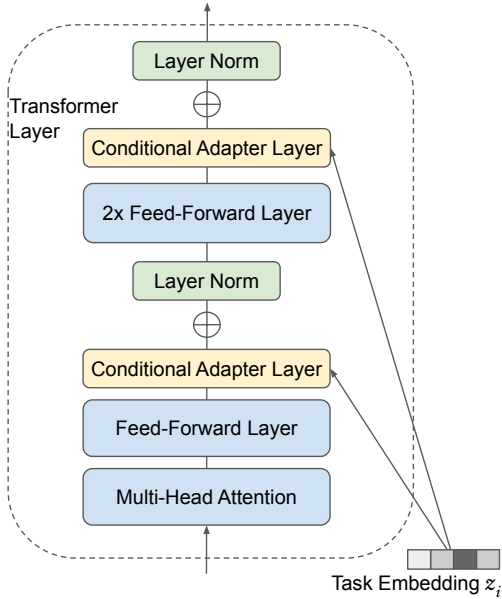 Layer Norm
Transformer
Layer
Conditional Adapter Layer
2x Feed-Forward Layer
Layer Norm
Conditional Adapter Layer
Feed-Forward Layer
Multi-Head Attention
Task Embedding z_i